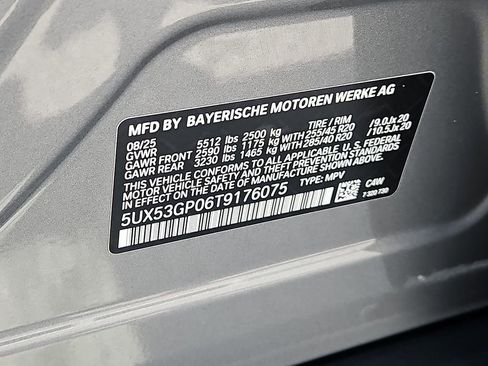 MFD BY BAYERISCHE MOTOREN WERKE AG
08/25 TIRE / RIM
GVWR 5512 lbs 2500 kg
GAWR FRONT 2590 lbs 1175 kg WITH 255/45 R20 /9.0Jx20
GAWR REAR 3230 lbs 1465 kg WITH 285/40 R20 /10.5Jx20
THIS VEHICLE CONFORMS TO ALL APPLICABLE FEDERAL
MOTOR VEHICLE SAFETY, BUMPER, AND THEFT
PREVENTION STANDARDS IN EFFECT ON THE DATE OF
MANUFACTURE SHOWN ABOVE.
5UX53GP06T9176075 TYPE: MPV
C4W